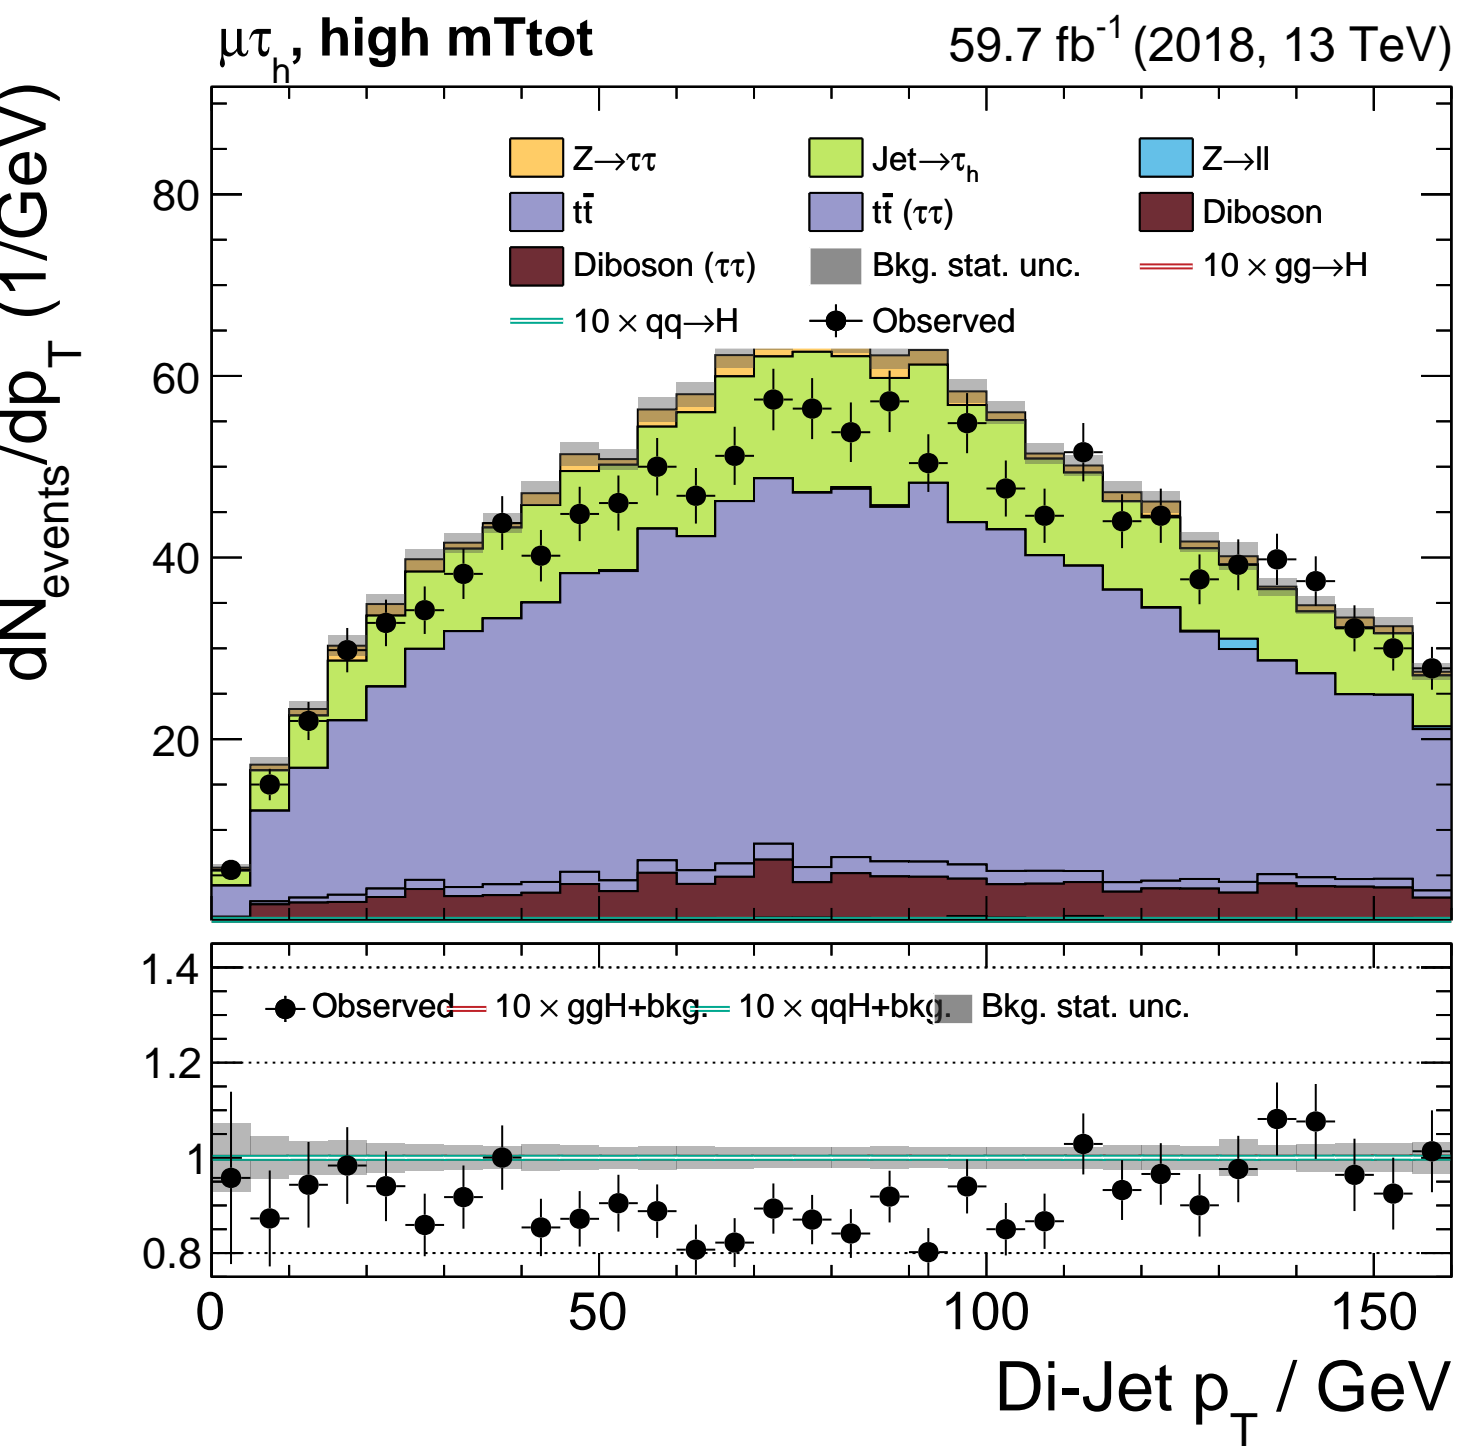 μτh, high mTtot 59.7 fb-1 (2018, 13 TeV)
dNevents/dpT (1/GeV)
80
60
40
20
Z→ττ Jet→τh Z→ll
tt̄ tt̄ (ττ) Diboson
Diboson (ττ) Bkg. stat. unc. 10 × gg→H
10 × qq→H Observed
1.4
1.2
1
0.8
Observed 10 × ggH+bkg. 10 × qqH+bkg. Bkg. stat. unc.
0 50 100 150
Di-Jet pT / GeV